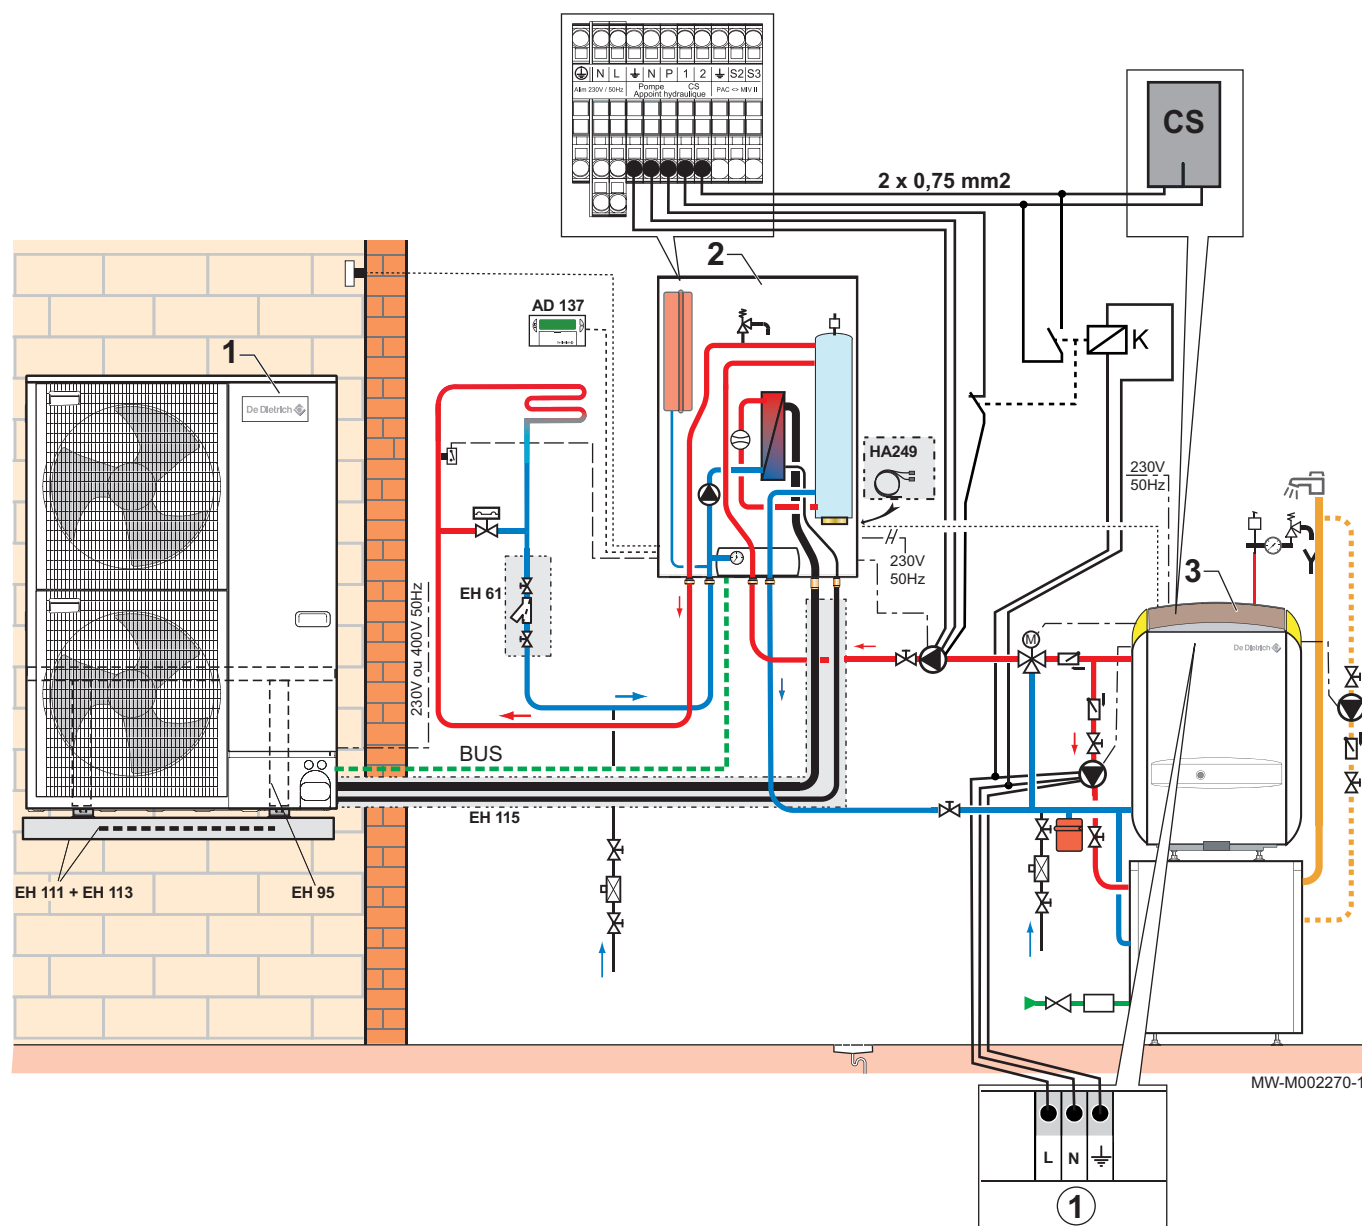 N L N P 1 2 S2 S3
Alim 230V / 50Hz Pompe CS PAC <> MIV II
Appoint hydraulique
CS
2 x 0,75 mm2
2
AD 137
1
De Dietrich
K
HA249
230V
50Hz
230V
50Hz
EH 61
3
M
De Dietrich
230V ou 400V 50Hz
BUS
EH 115
EH 111 + EH 113
EH 95
MW-M002270-1
L N
1